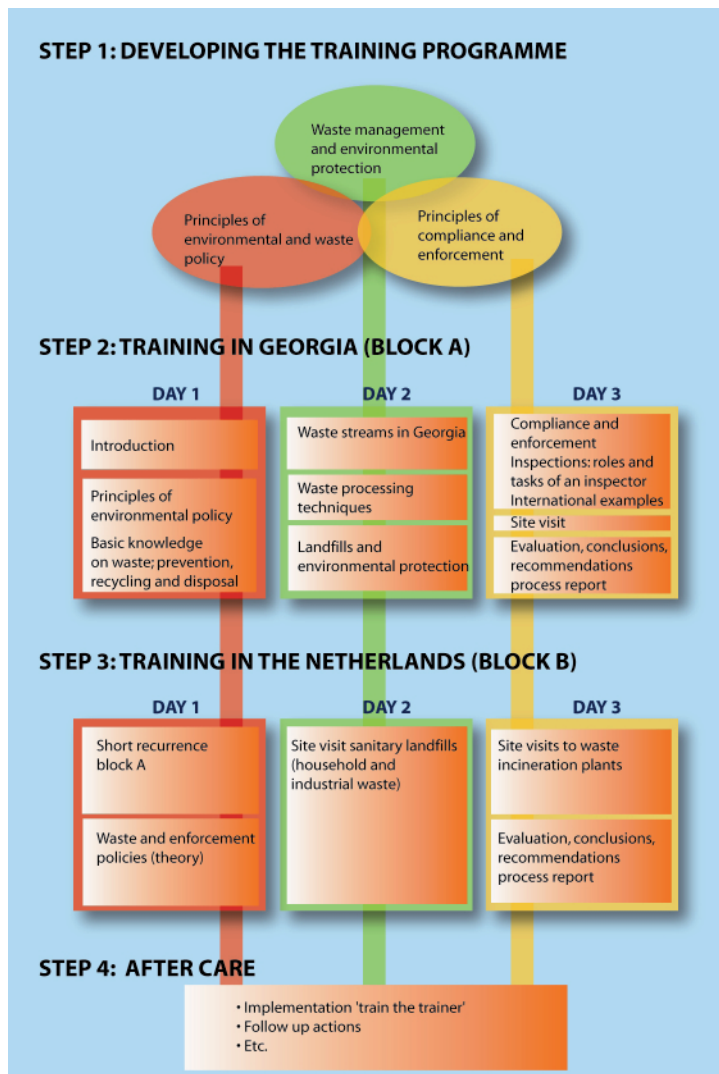 STEP 1: DEVELOPING THE TRAINING PROGRAMME
Waste management
and environmental
protection
Principles of
environmental and waste
policy
Principles of
compliance and
enforcement
STEP 2: TRAINING IN GEORGIA (BLOCK A)
DAY 1
Introduction
Principles of
environmental policy
Basic knowledge
on waste; prevention,
recycling and disposal
DAY 2
Waste streams in Georgia
Waste processing
techniques
Landfills and
environmental protection
DAY 3
Compliance and
enforcement
Inspections: roles and
tasks of an inspector
International examples
Site visit
Evaluation, conclusions,
recommendations
process report
STEP 3: TRAINING IN THE NETHERLANDS (BLOCK B)
DAY 1
Short recurrence
block A
Waste and enforcement
policies (theory)
DAY 2
Site visit sanitary landfills
(household and
industrial waste)
DAY 3
Site visits to waste
incineration plants
Evaluation, conclusions,
recommendations
process report
STEP 4: AFTER CARE
• Implementation 'train the trainer'
• Follow up actions
• Etc.